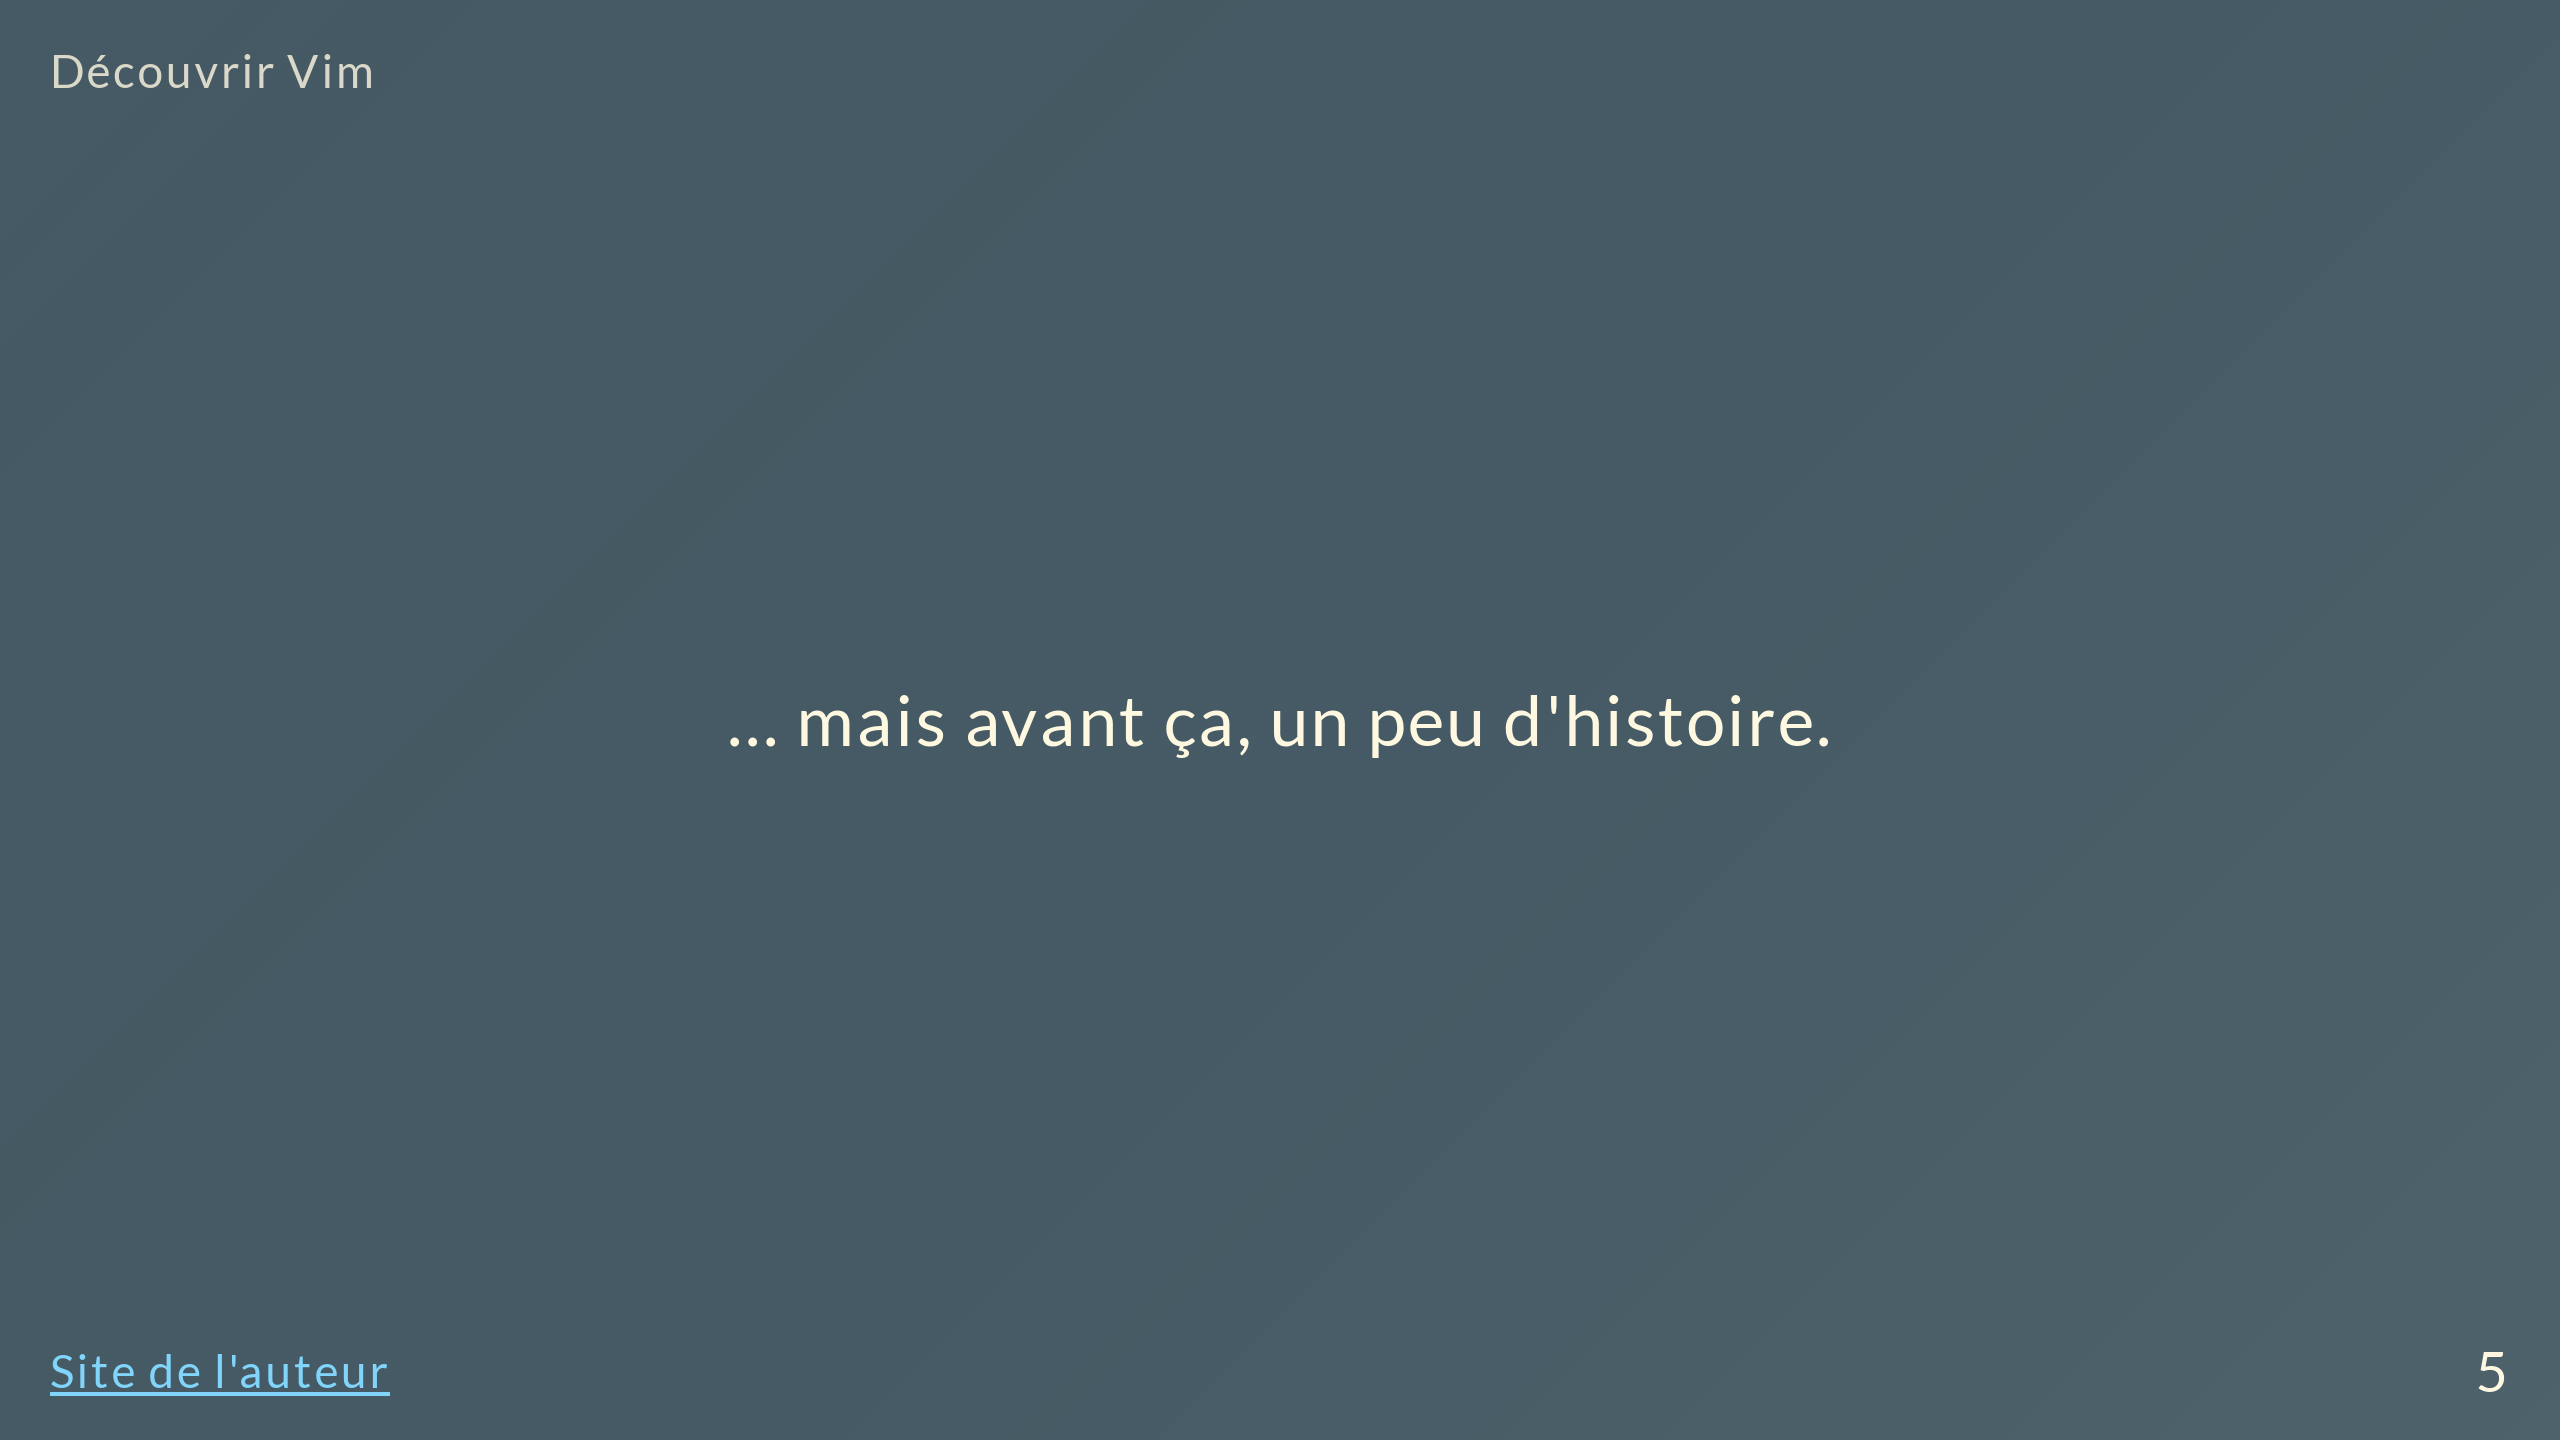 Découvrir Vim
... mais avant ça, un peu d'histoire.
Site de l'auteur
5